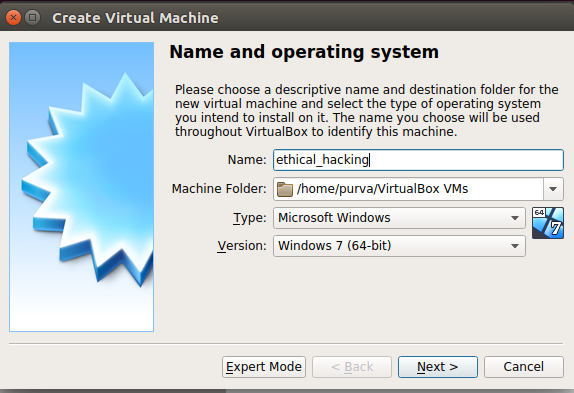 Create Virtual Machine
Name and operating system
Please choose a descriptive name and destination folder for the
new virtual machine and select the type of operating system
you intend to install on it. The name you choose will be used
throughout VirtualBox to identify this machine.
Name: ethical_hacking
Machine Folder: /home/purva/VirtualBox VMs
Type: Microsoft Windows
64
7
Version: Windows 7 (64-bit)
Expert Mode < Back Next > Cancel